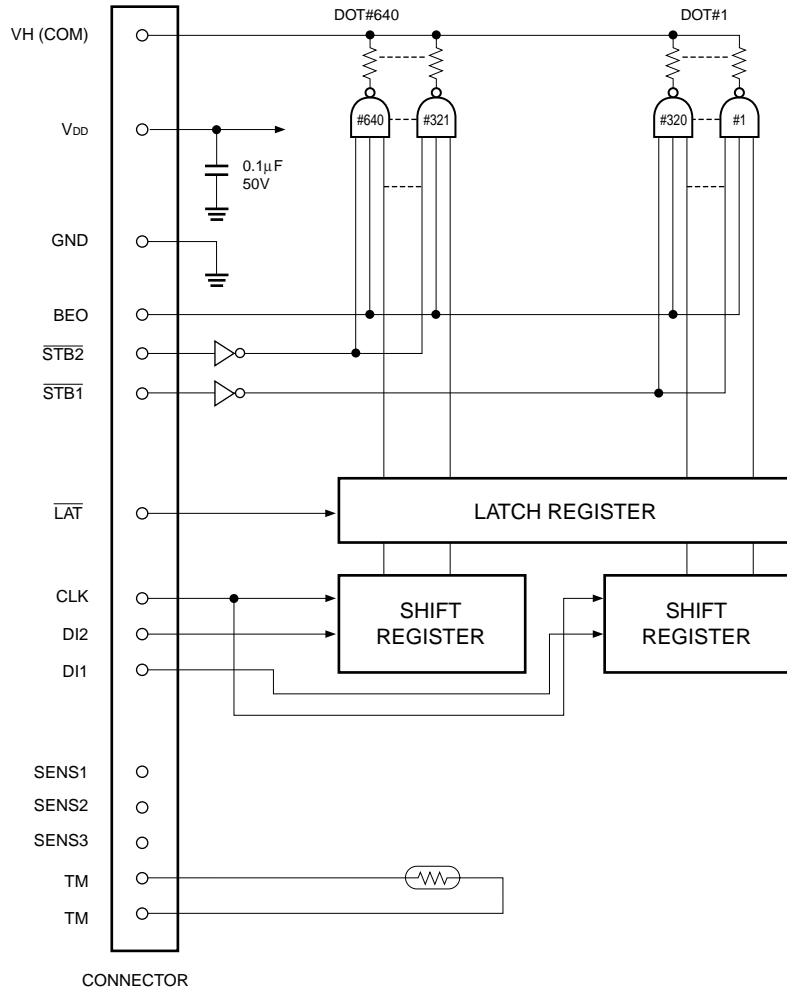 DOT#640
DOT#1
VH (COM)
#640
#321
#320
#1
VDD
0.1μF
50V
GND
BEO
STB2
STB1
LAT
LATCH REGISTER
CLK
DI2
DI1
SHIFT
REGISTER
SHIFT
REGISTER
SENS1
SENS2
SENS3
TM
TM
CONNECTOR